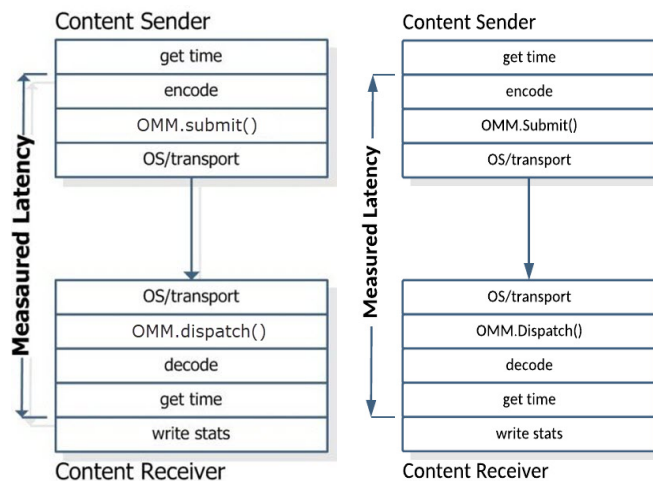 Content Sender
get time
encode
OMM.submit()
OS/transport
Measaured Latency
OS/transport
OMM.dispatch()
decode
get time
write stats
Content Receiver
Content Sender
get time
encode
OMM.Submit()
OS/transport
Measured Latency
OS/transport
OMM.Dispatch()
decode
get time
write stats
Content Receiver